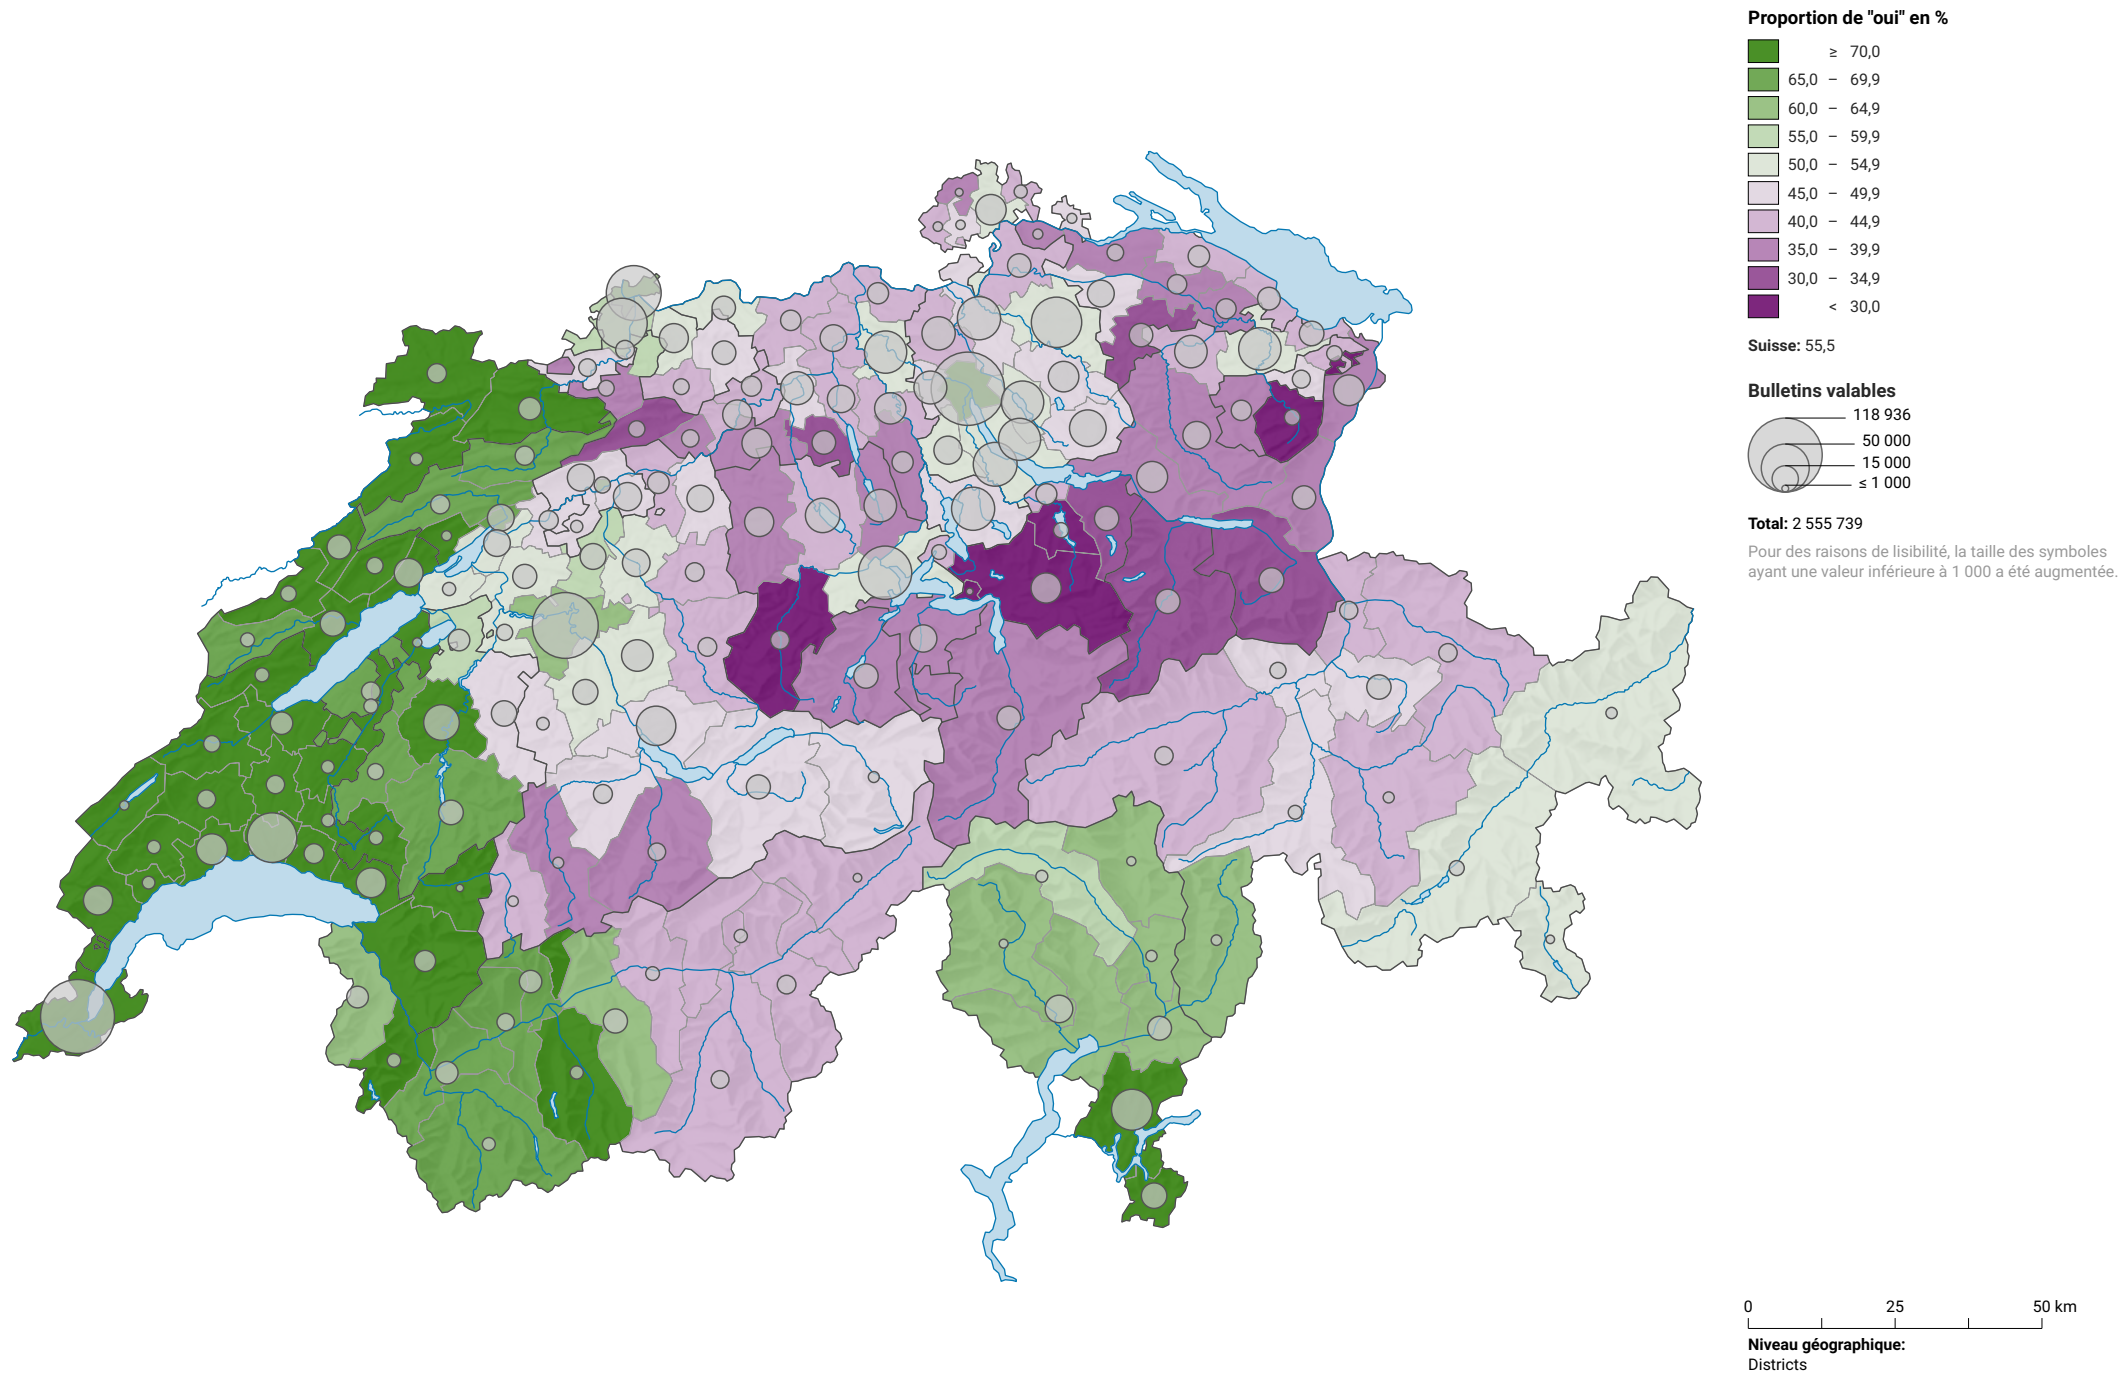 Proportion de "oui" en %
≥ 70,0
65,0 – 69,9
60,0 – 64,9
55,0 – 59,9
50,0 – 54,9
45,0 – 49,9
40,0 – 44,9
35,0 – 39,9
30,0 – 34,9
< 30,0
Suisse: 55,5
Bulletins valables
118 936
50 000
15 000
≤ 1 000
Total: 2 555 739
Pour des raisons de lisibilité, la taille des symboles
ayant une valeur inférieure à 1 000 a été augmentée.
0 25 50 km
Niveau géographique:
Districts